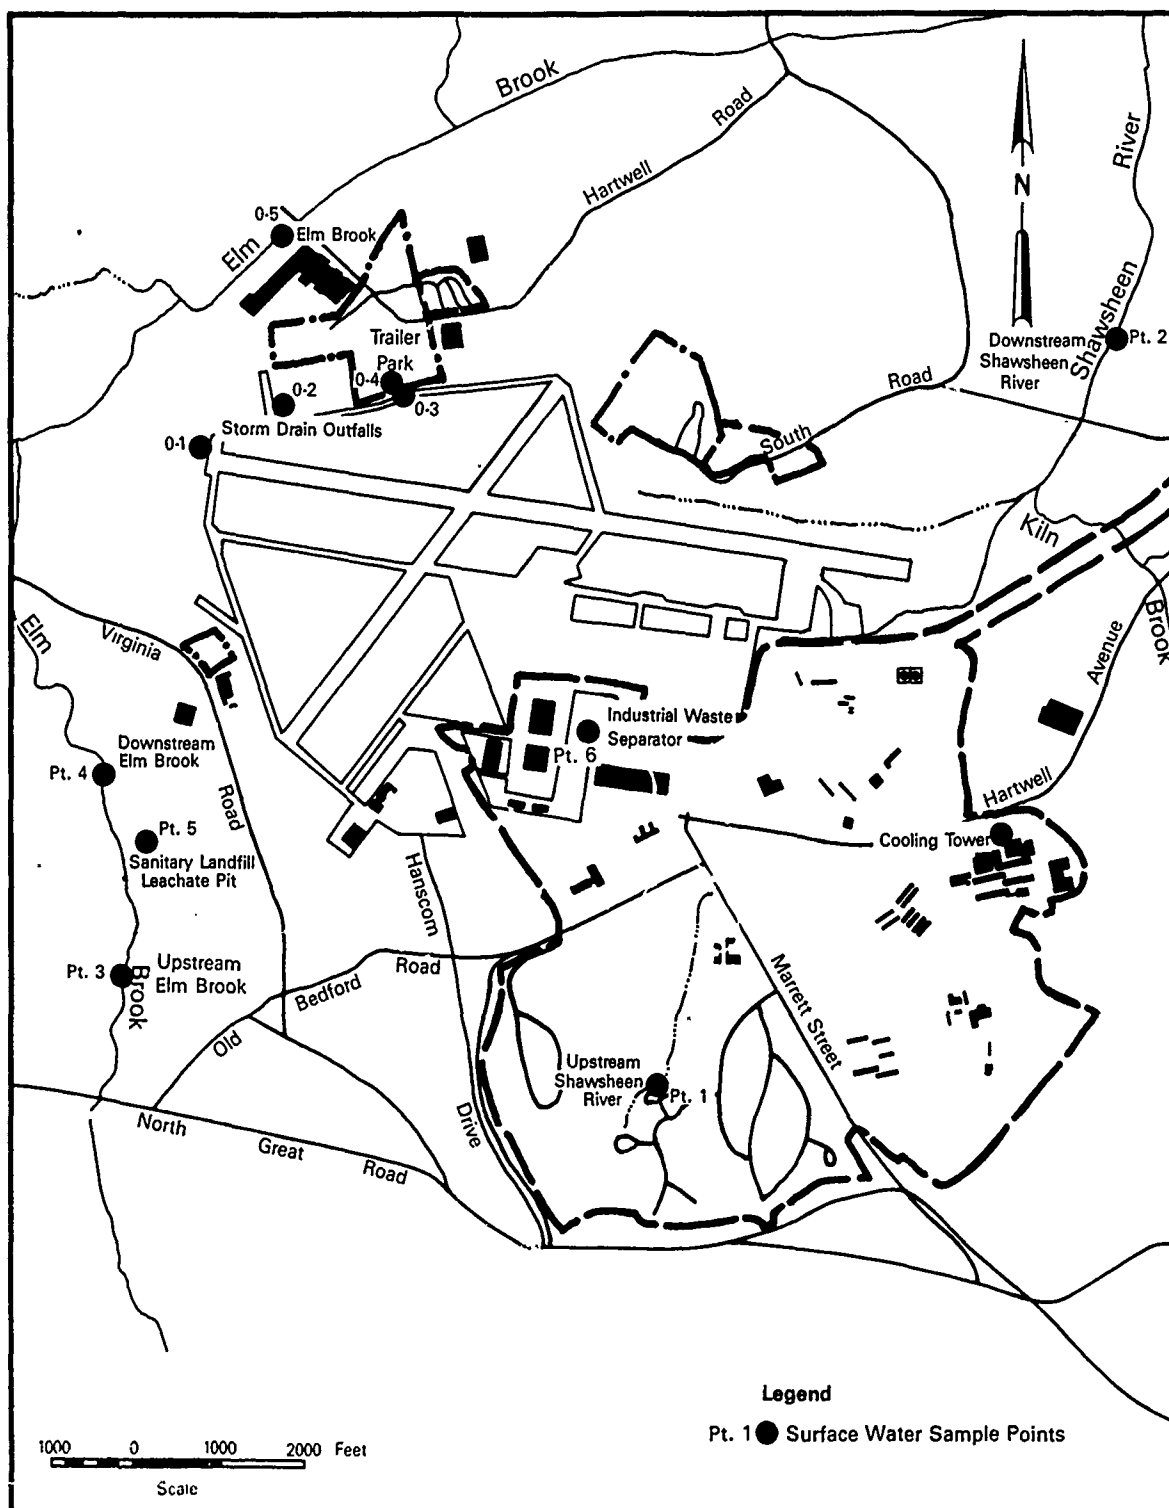 Brook
Road
Hartwell
River
N
Shawsheen
0-5
Elm Brook
Elm
Trailer
Park
0-4
0-2
0-3
Storm Drain Outfalls
0-1
Downstream
Shawsheen
River
Pt. 2
Road
South
Kiln
Brook
Avenue
Hartwell
Elm
Virginia
Road
Downstream
Elm Brook
Pt. 4
Pt. 5
Sanitary Landfill
Leachate Pit
Industrial Waste
Separator
Pt. 6
Cooling Tower
Hanscom
Drive
Pt. 3
Brook
Upstream
Elm Brook
Old
Bedford
Road
Marrett Street
Upstream
Shawsheen
River
Pt. 1
North
Great
Road
Legend
Pt. 1 Surface Water Sample Points
1000 0 1000 2000 Feet
Scale